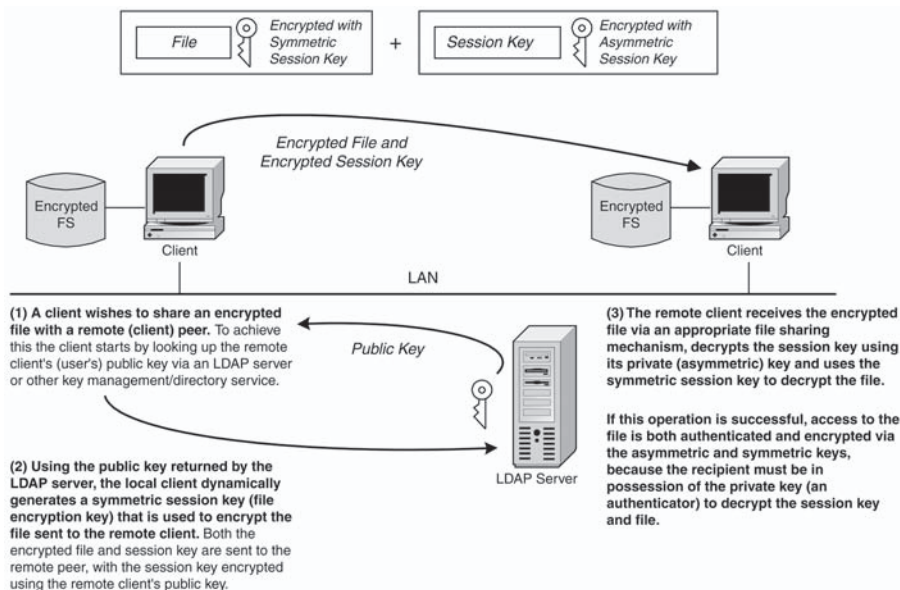 File
Encrypted with
Symmetric
Session Key
+
Session Key
Encrypted with
Asymmetric
Session Key
Encrypted File and
Encrypted Session Key
Encrypted
FS
Client
Encrypted
FS
Client
LAN
(1) A client wishes to share an encrypted
file with a remote (client) peer. To achieve
this the client starts by looking up the remote
client's (user's) public key via an LDAP server
or other key management/directory service.
Public Key
LDAP Server
(2) Using the public key returned by the
LDAP server, the local client dynamically
generates a symmetric session key (file
encryption key) that is used to encrypt the
file sent to the remote client. Both the
encrypted file and session key are sent to the
remote peer, with the session key encrypted
using the remote client's public key.
(3) The remote client receives the encrypted
file via an appropriate file sharing
mechanism, decrypts the session key using
its private (asymmetric) key and uses the
symmetric session key to decrypt the file.
If this operation is successful, access to the
file is both authenticated and encrypted via
the asymmetric and symmetric keys,
because the recipient must be in
possession of the private key (an
authenticator) to decrypt the session key
and file.